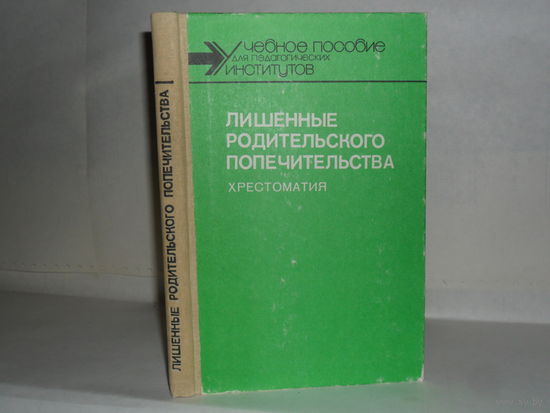 Учебное пособие
для педагогических
институтов
ЛИШЕННЫЕ
РОДИТЕЛЬСКОГО
ПОПЕЧИТЕЛЬСТВА
ХРЕСТОМАТИЯ
ЛИШЕННЫЕ РОДИТЕЛЬСКОГО ПОПЕЧИТЕЛЬСТВА